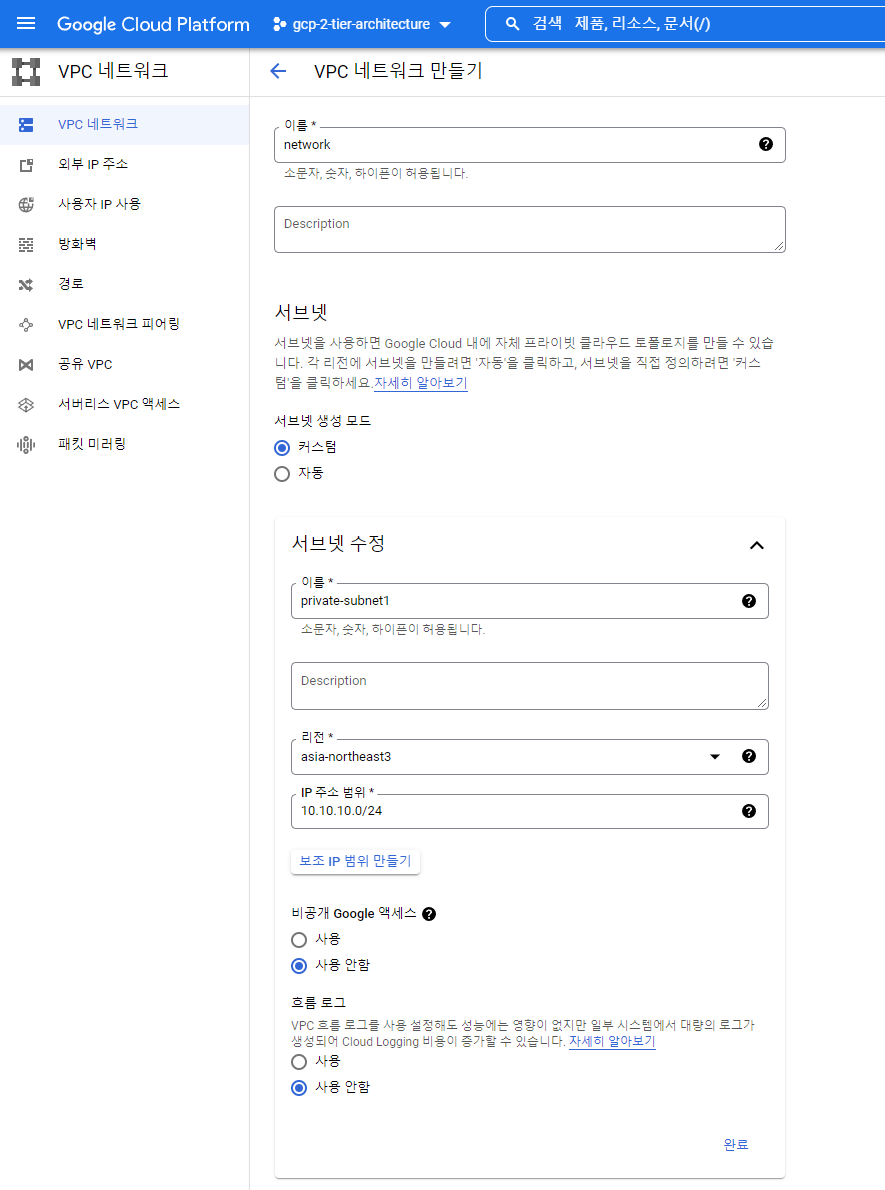 Google Cloud Platform
gcp-2-tier-architecture
검색 제품, 리소스, 문서(/)
VPC 네트워크
VPC 네트워크 만들기
VPC 네트워크
외부 IP 주소
사용자 IP 사용
방화벽
경로
VPC 네트워크 피어링
공유 VPC
서버리스 VPC 액세스
패킷 미러링
이름 *
network
소문자, 숫자, 하이픈이 허용됩니다.
Description
서브넷
서브넷을 사용하면 Google Cloud 내에 자체 프라이빗 클라우드 토폴로지를 만들 수 있습
니다. 각 리전에 서브넷을 만들려면 '자동'을 클릭하고, 서브넷을 직접 정의하려면 '커스
텀'을 클릭하세요.자세히 알아보기
서브넷 생성 모드
커스텀
자동
서브넷 수정
이름 *
private-subnet1
소문자, 숫자, 하이픈이 허용됩니다.
Description
리전 *
asia-northeast3
IP 주소 범위 *
10.10.10.0/24
보조 IP 범위 만들기
비공개 Google 액세스
사용
사용 안함
흐름 로그
VPC 흐름 로그를 사용 설정해도 성능에는 영향이 없지만 일부 시스템에서 대량의 로그가
생성되어 Cloud Logging 비용이 증가할 수 있습니다. 자세히 알아보기
사용
사용 안함
완료